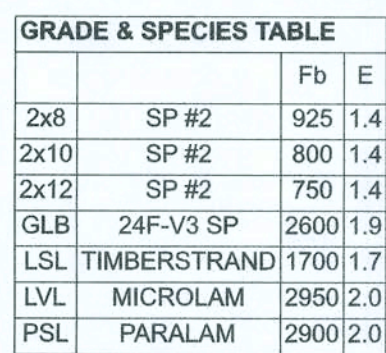 GRADE & SPECIES TABLE
Fb E
2x8 SP #2 925 1.4
2x10 SP #2 800 1.4
2x12 SP #2 750 1.4
GLB 24F-V3 SP 2600 1.9
LSL TIMBERSTRAND 1700 1.7
LVL MICROLAM 2950 2.0
PSL PARALAM 2900 2.0